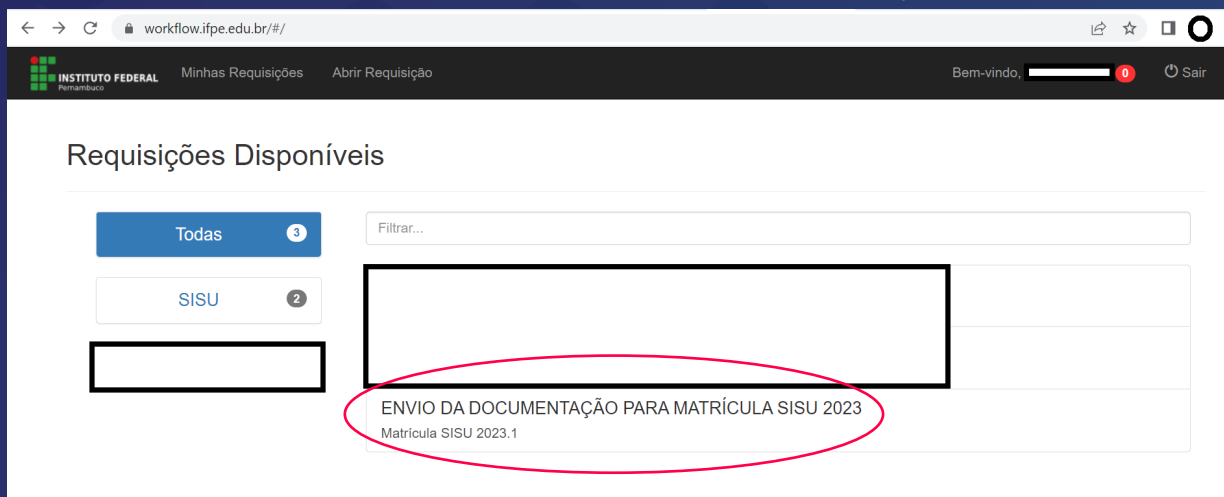 workflow.ifpe.edu.br/#/
INSTITUTO FEDERAL
Pernambuco
Minhas Requisições
Abrir Requisição
Bem-vindo,
0
Sair
Requisições Disponíveis
Todas 3
Filtrar...
SISU 2
ENVIO DA DOCUMENTAÇÃO PARA MATRÍCULA SISU 2023
Matrícula SISU 2023.1